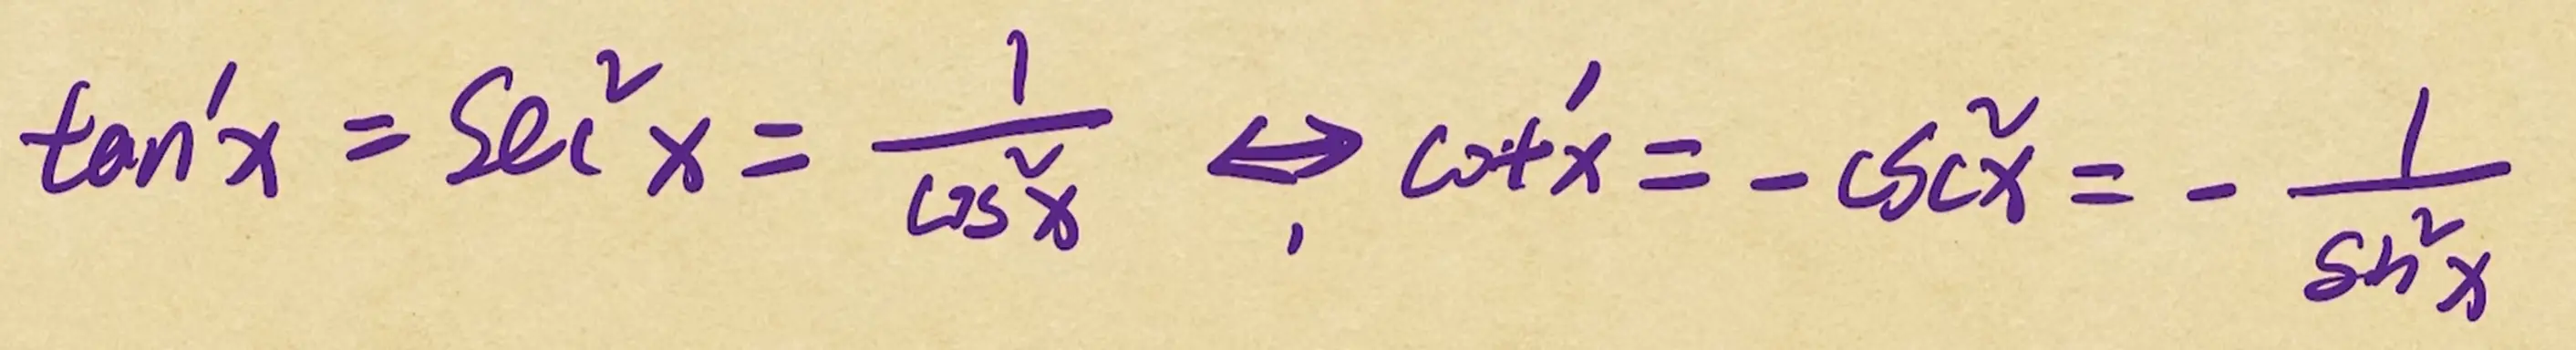 tan'x = sec²x = 1/cos²x ⟺ cot'x = -csc²x = - 1/sin²x